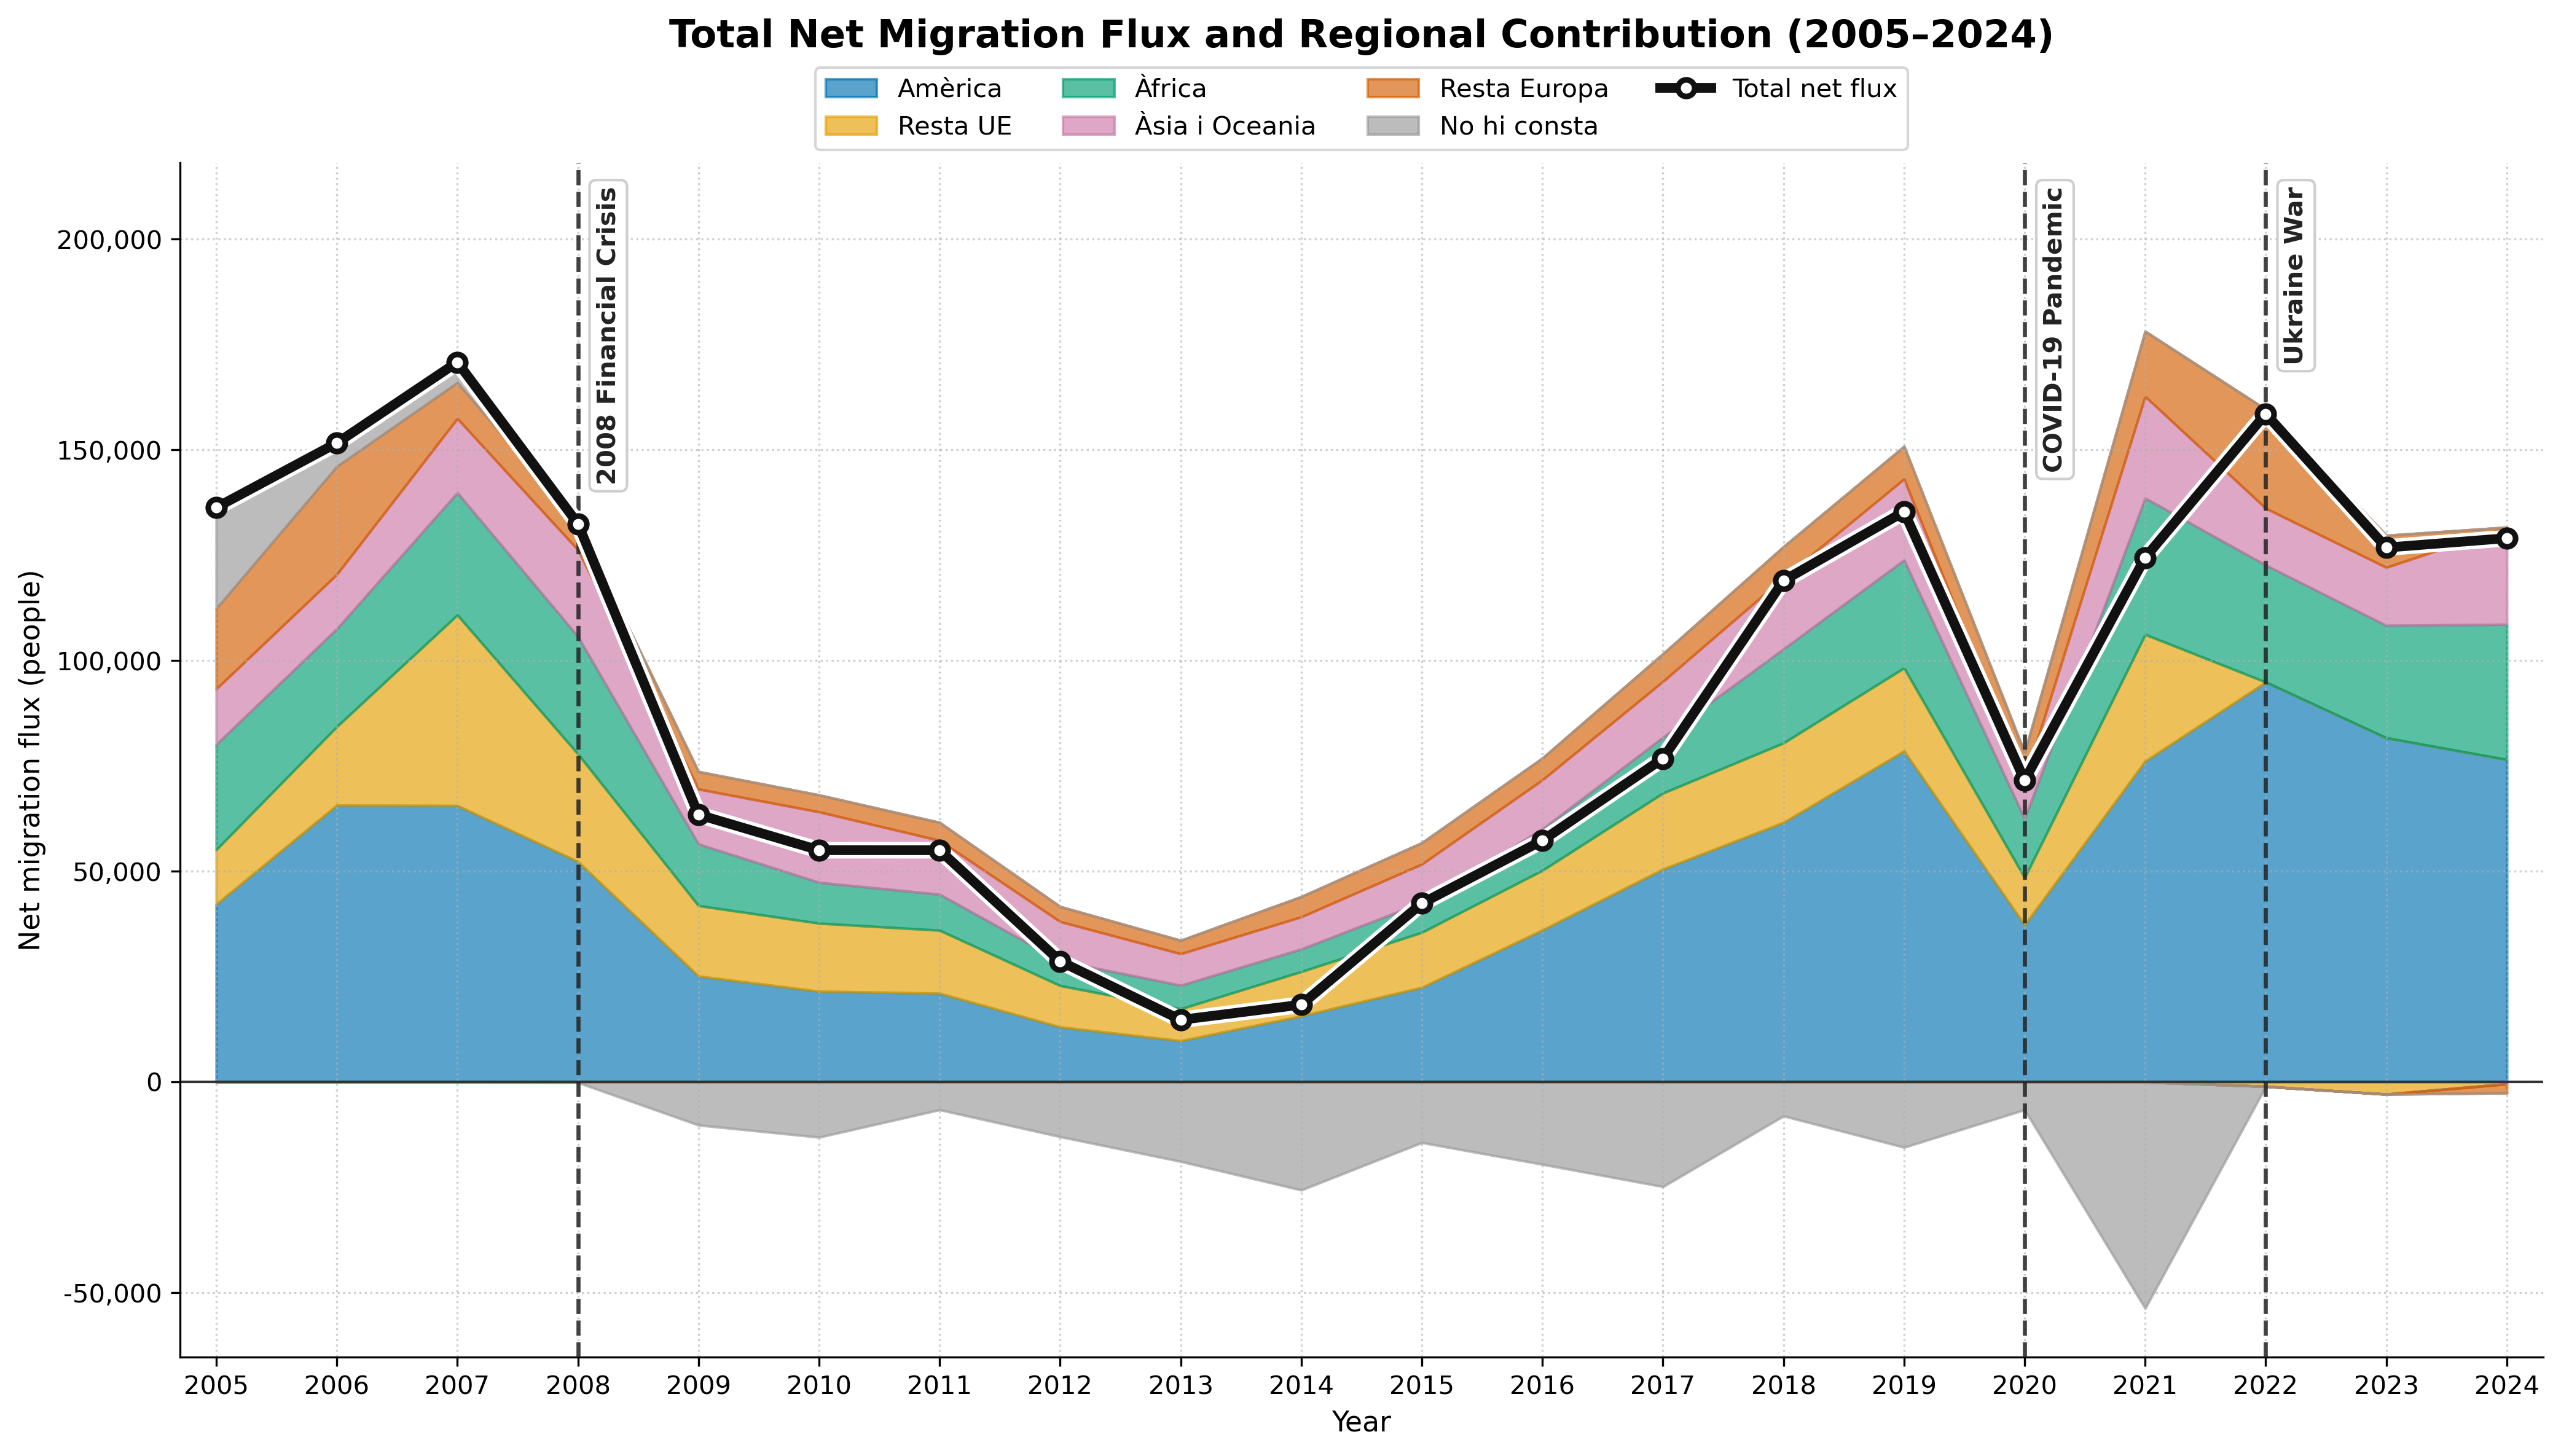 Total Net Migration Flux and Regional Contribution (2005–2024)
Amèrica
Àfrica
Resta Europa
Total net flux
Resta UE
Àsia i Oceania
No hi consta
2008 Financial Crisis
COVID-19 Pandemic
Ukraine War
Net migration flux (people)
200,000
150,000
100,000
50,000
0
-50,000
2005 2006 2007 2008 2009 2010 2011 2012 2013 2014 2015 2016 2017 2018 2019 2020 2021 2022 2023 2024
Year